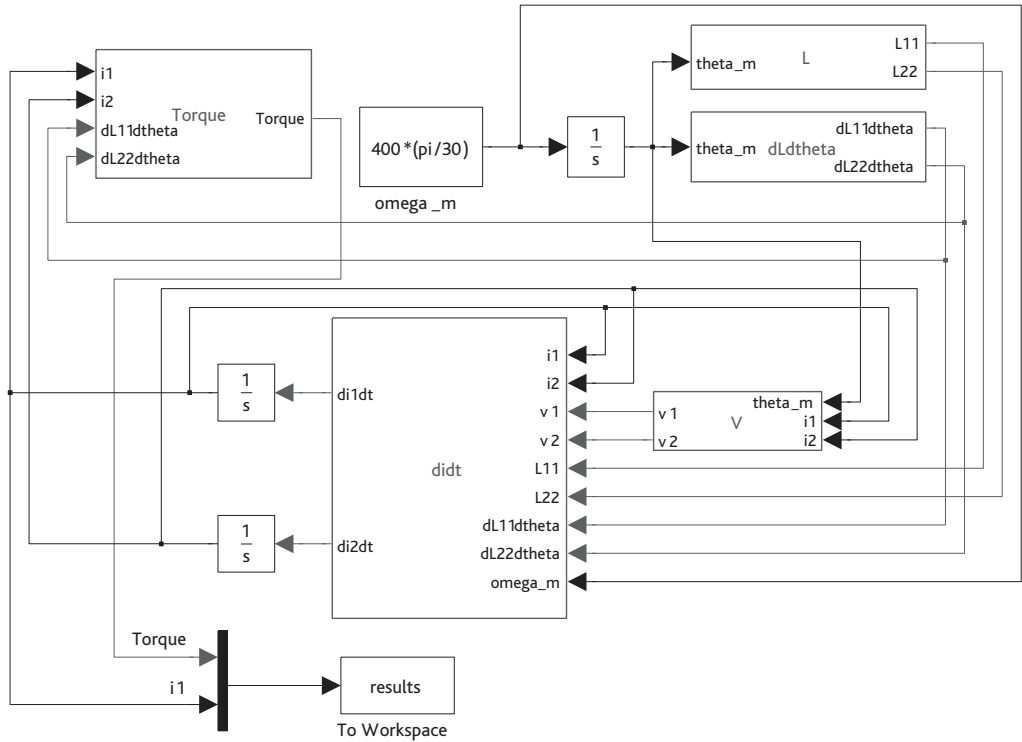 i1
i2
dL11dtheta
dL22dtheta
Torque
Torque
400 *(pi/30)
omega _m
1
s
theta_m
L
L11
L22
theta_m
dLdtheta
dL11dtheta
dL22dtheta
1
s
di1dt
1
s
di2dt
didt
i1
i2
v 1
v 2
L11
L22
dL11dtheta
dL22dtheta
omega_m
v 1
v 2
V
theta_m
i1
i2
Torque
i1
results
To Workspace